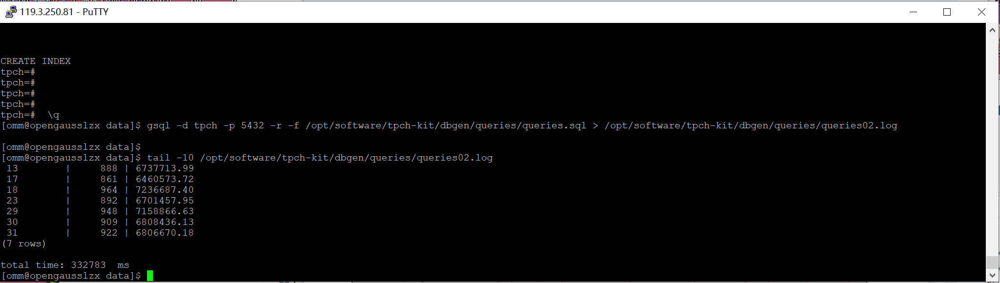 119.3.250.81 - PuTTY
CREATE INDEX
tpch=#
tpch=#
tpch=#
tpch=#
tpch=#  \q
[omm@opengausslzx data]$ gsql -d tpch -p 5432 -r -f /opt/software/tpch-kit/dbgen/queries/queries.sql > /opt/software/tpch-kit/dbgen/queries/queries02.log
[omm@opengausslzx data]$
[omm@opengausslzx data]$ tail -10 /opt/software/tpch-kit/dbgen/queries/queries02.log
 13        |     888 | 6737713.99
 17        |     861 | 6460573.72
 18        |     964 | 7236687.40
 23        |     892 | 6701457.95
 29        |     948 | 7158866.63
 30        |     909 | 6808436.13
 31        |     922 | 6806670.18
(7 rows)
total time: 332783  ms
[omm@opengausslzx data]$